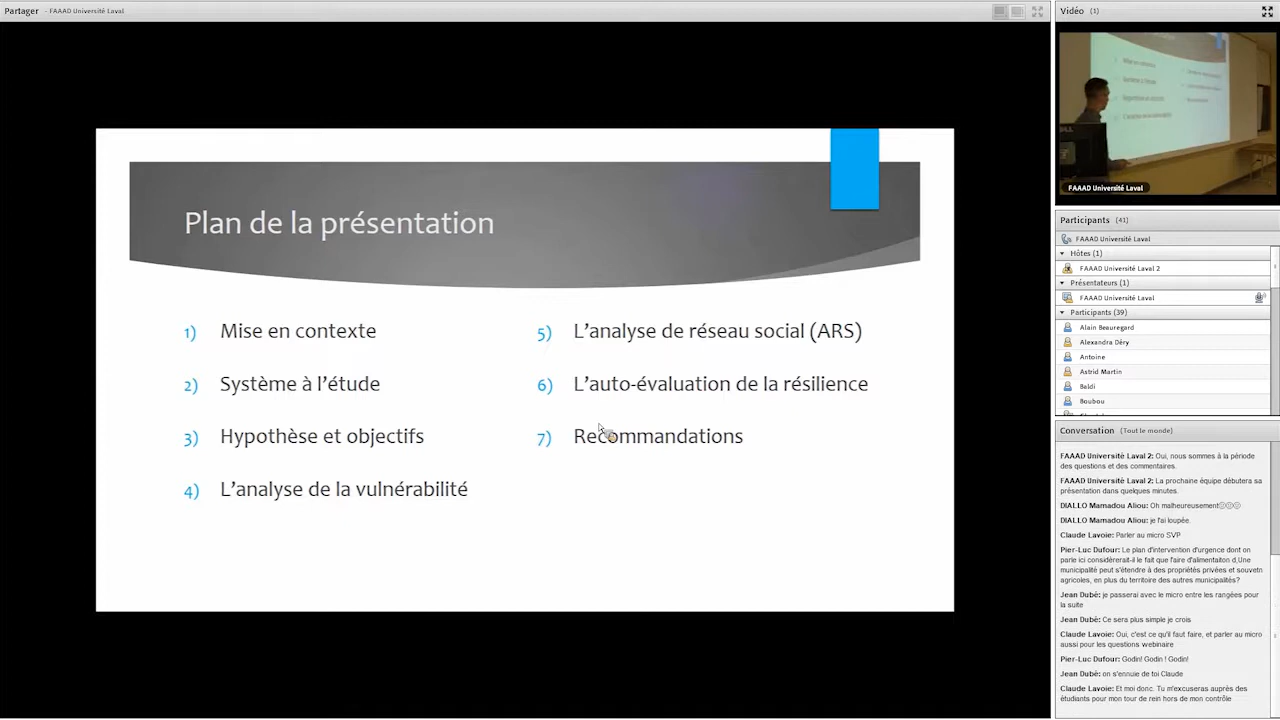 Partager - FAAAD Université Laval
Plan de la présentation
1) Mise en contexte
2) Système à l'étude
3) Hypothèse et objectifs
4) L'analyse de la vulnérabilité
5) L'analyse de réseau social (ARS)
6) L'auto-évaluation de la résilience
7) Recommandations
Vidéo (1)
DELL
FAAAD Université Laval
Participants (41)
FAAAD Université Laval
Hôtes (1)
FAAAD Université Laval 2
Présentateurs (1)
FAAAD Université Laval
Participants (39)
Alain Beauregard
Alexandra Déry
Antoine
Astrid Martin
Baldi
Boubou
Conversation (Tout le monde)
FAAAD Université Laval 2: Oui, nous sommes à la période
des questions et des commentaires.
FAAAD Université Laval 2: La prochaine équipe débutera sa
présentation dans quelques minutes.
DIALLO Mamadou Aliou: Oh malheureusement☹☹☹
DIALLO Mamadou Aliou: je l'ai loupée.
Claude Lavoie: Parler au micro SVP
Pier-Luc Dufour: Le plan d'intervention d'urgence dont on
parle ici considèrerait-il le fait que l'aire d'alimentaiton d,Une
municipalité peut s'étendre à des propriétés privées et souvetn
agricoles, en plus du territoire des autres municipalités?
Jean Dubé: je passerai avec le micro entre les rangées pour
la suite
Jean Dubé: Ce sera plus simple je crois
Claude Lavoie: Oui, c'est ce qu'il faut faire, et parler au micro
aussi pour les questions webinaire
Pier-Luc Dufour: Godin! Godin ! Godin!
Jean Dubé: on s'ennuie de toi Claude
Claude Lavoie: Et moi donc. Tu m'excuseras auprès des
étudiants pour mon tour de rein hors de mon contrôle